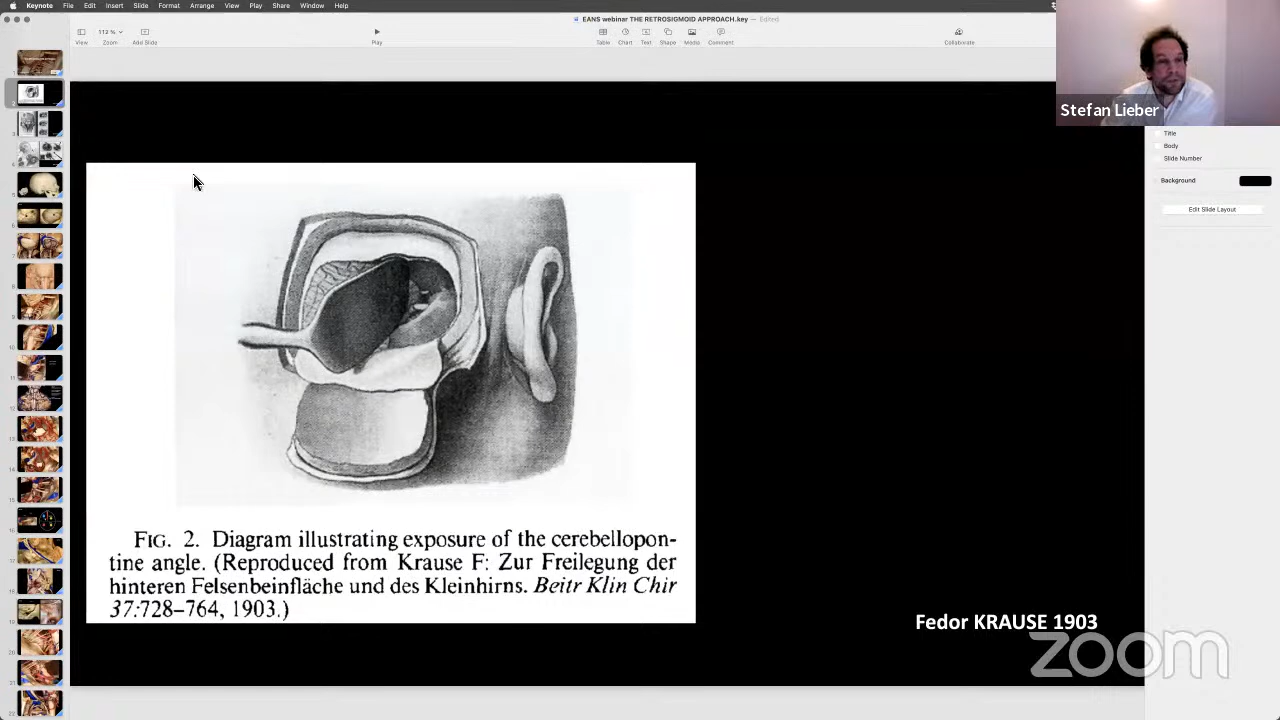 Keynote File Edit Insert Slide Format Arrange View Play Share Window Help
EANS webinar THE RETROSIGMOID APPROACH.key — Edited
112 %
View Zoom Add Slide Play Table Chart Text Shape Media Comment Collaborate
Stefan Lieber
Title
Body
Slide Number
Background
Edit Slide Layout
FIG. 2. Diagram illustrating exposure of the cerebellopon-
tine angle. (Reproduced from Krause F: Zur Freilegung der
hinteren Felsenbeinfläche und des Kleinhirns. Beitr Klin Chir
37:728–764, 1903.)
Fedor KRAUSE 1903
zoom